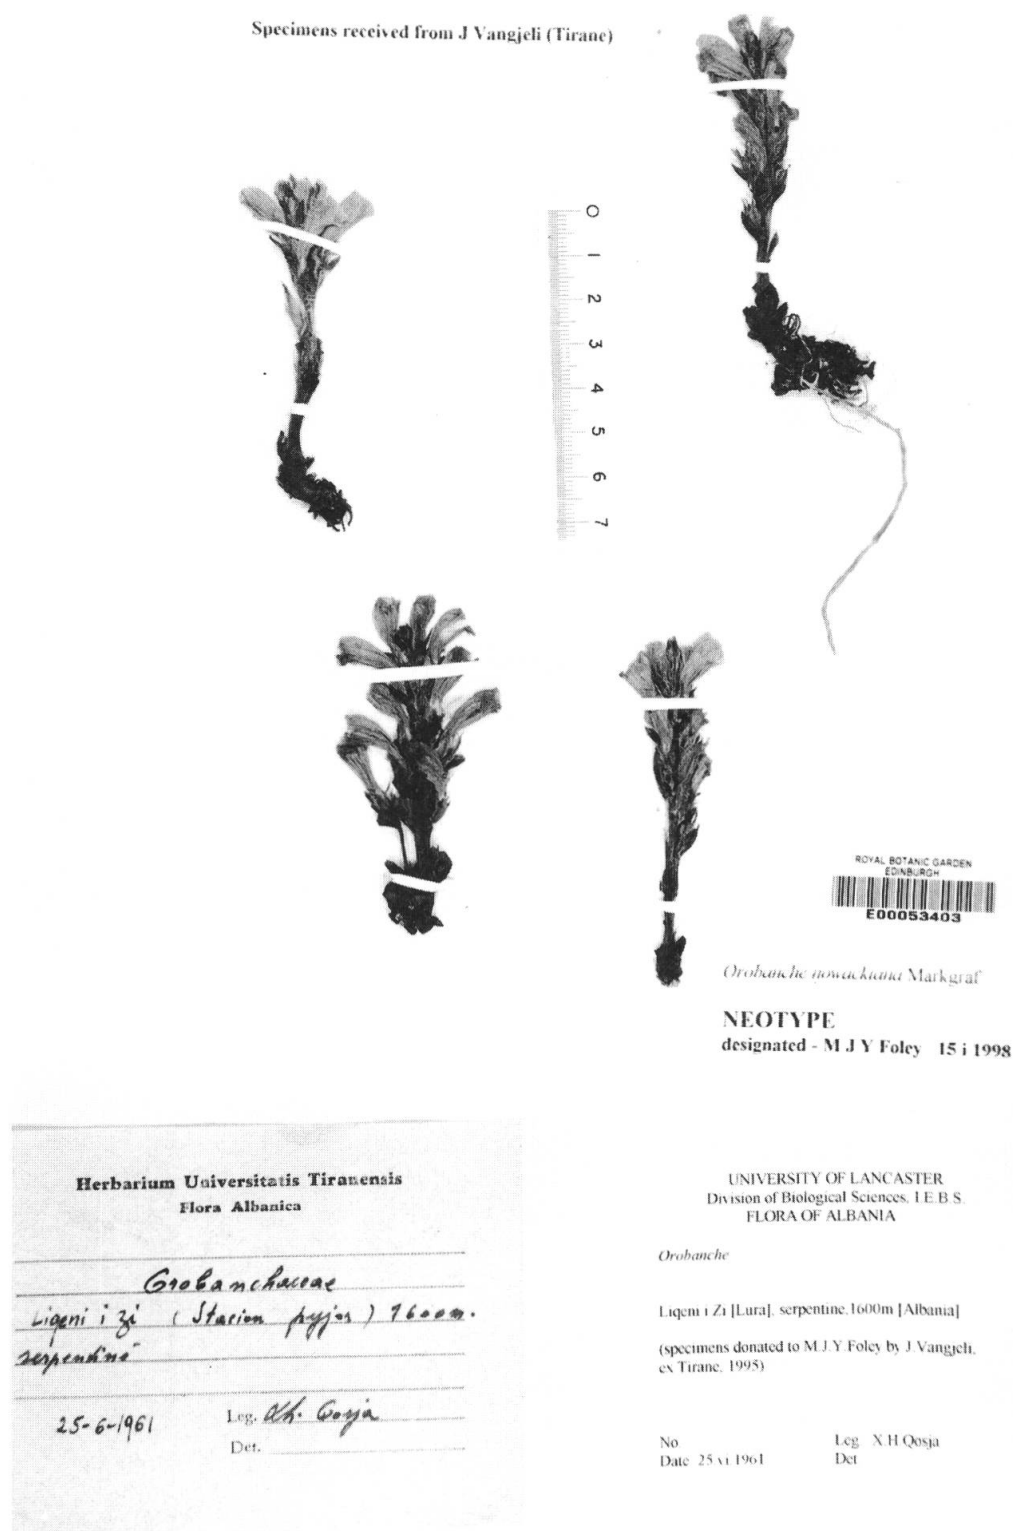 Specimens received from J Vangjeli (Tirane)
0
1
2
3
4
5
6
7
ROYAL BOTANIC GARDEN
EDINBURGH
E00053403
Orobanche nowackiana Markgraf
NEOTYPE
designated - M J Y Foley 15 i 1998
Herbarium Universitatis Tiranensis
Flora Albanica
Orobanchaceae
Liqeni i zi (Stacion pyjor) 1600m.
serpentinë
25-6-1961
Leg. Xh. Qosja
Det.
UNIVERSITY OF LANCASTER
Division of Biological Sciences, I.E.B.S.
FLORA OF ALBANIA
Orobanche
Liqeni i Zi [Lura], serpentine, 1600m [Albania]
(specimens donated to M.J.Y.Foley by J.Vangjeli,
ex Tirane, 1995)
No
Leg X.H.Qosja
Date 25 vi 1961
Det